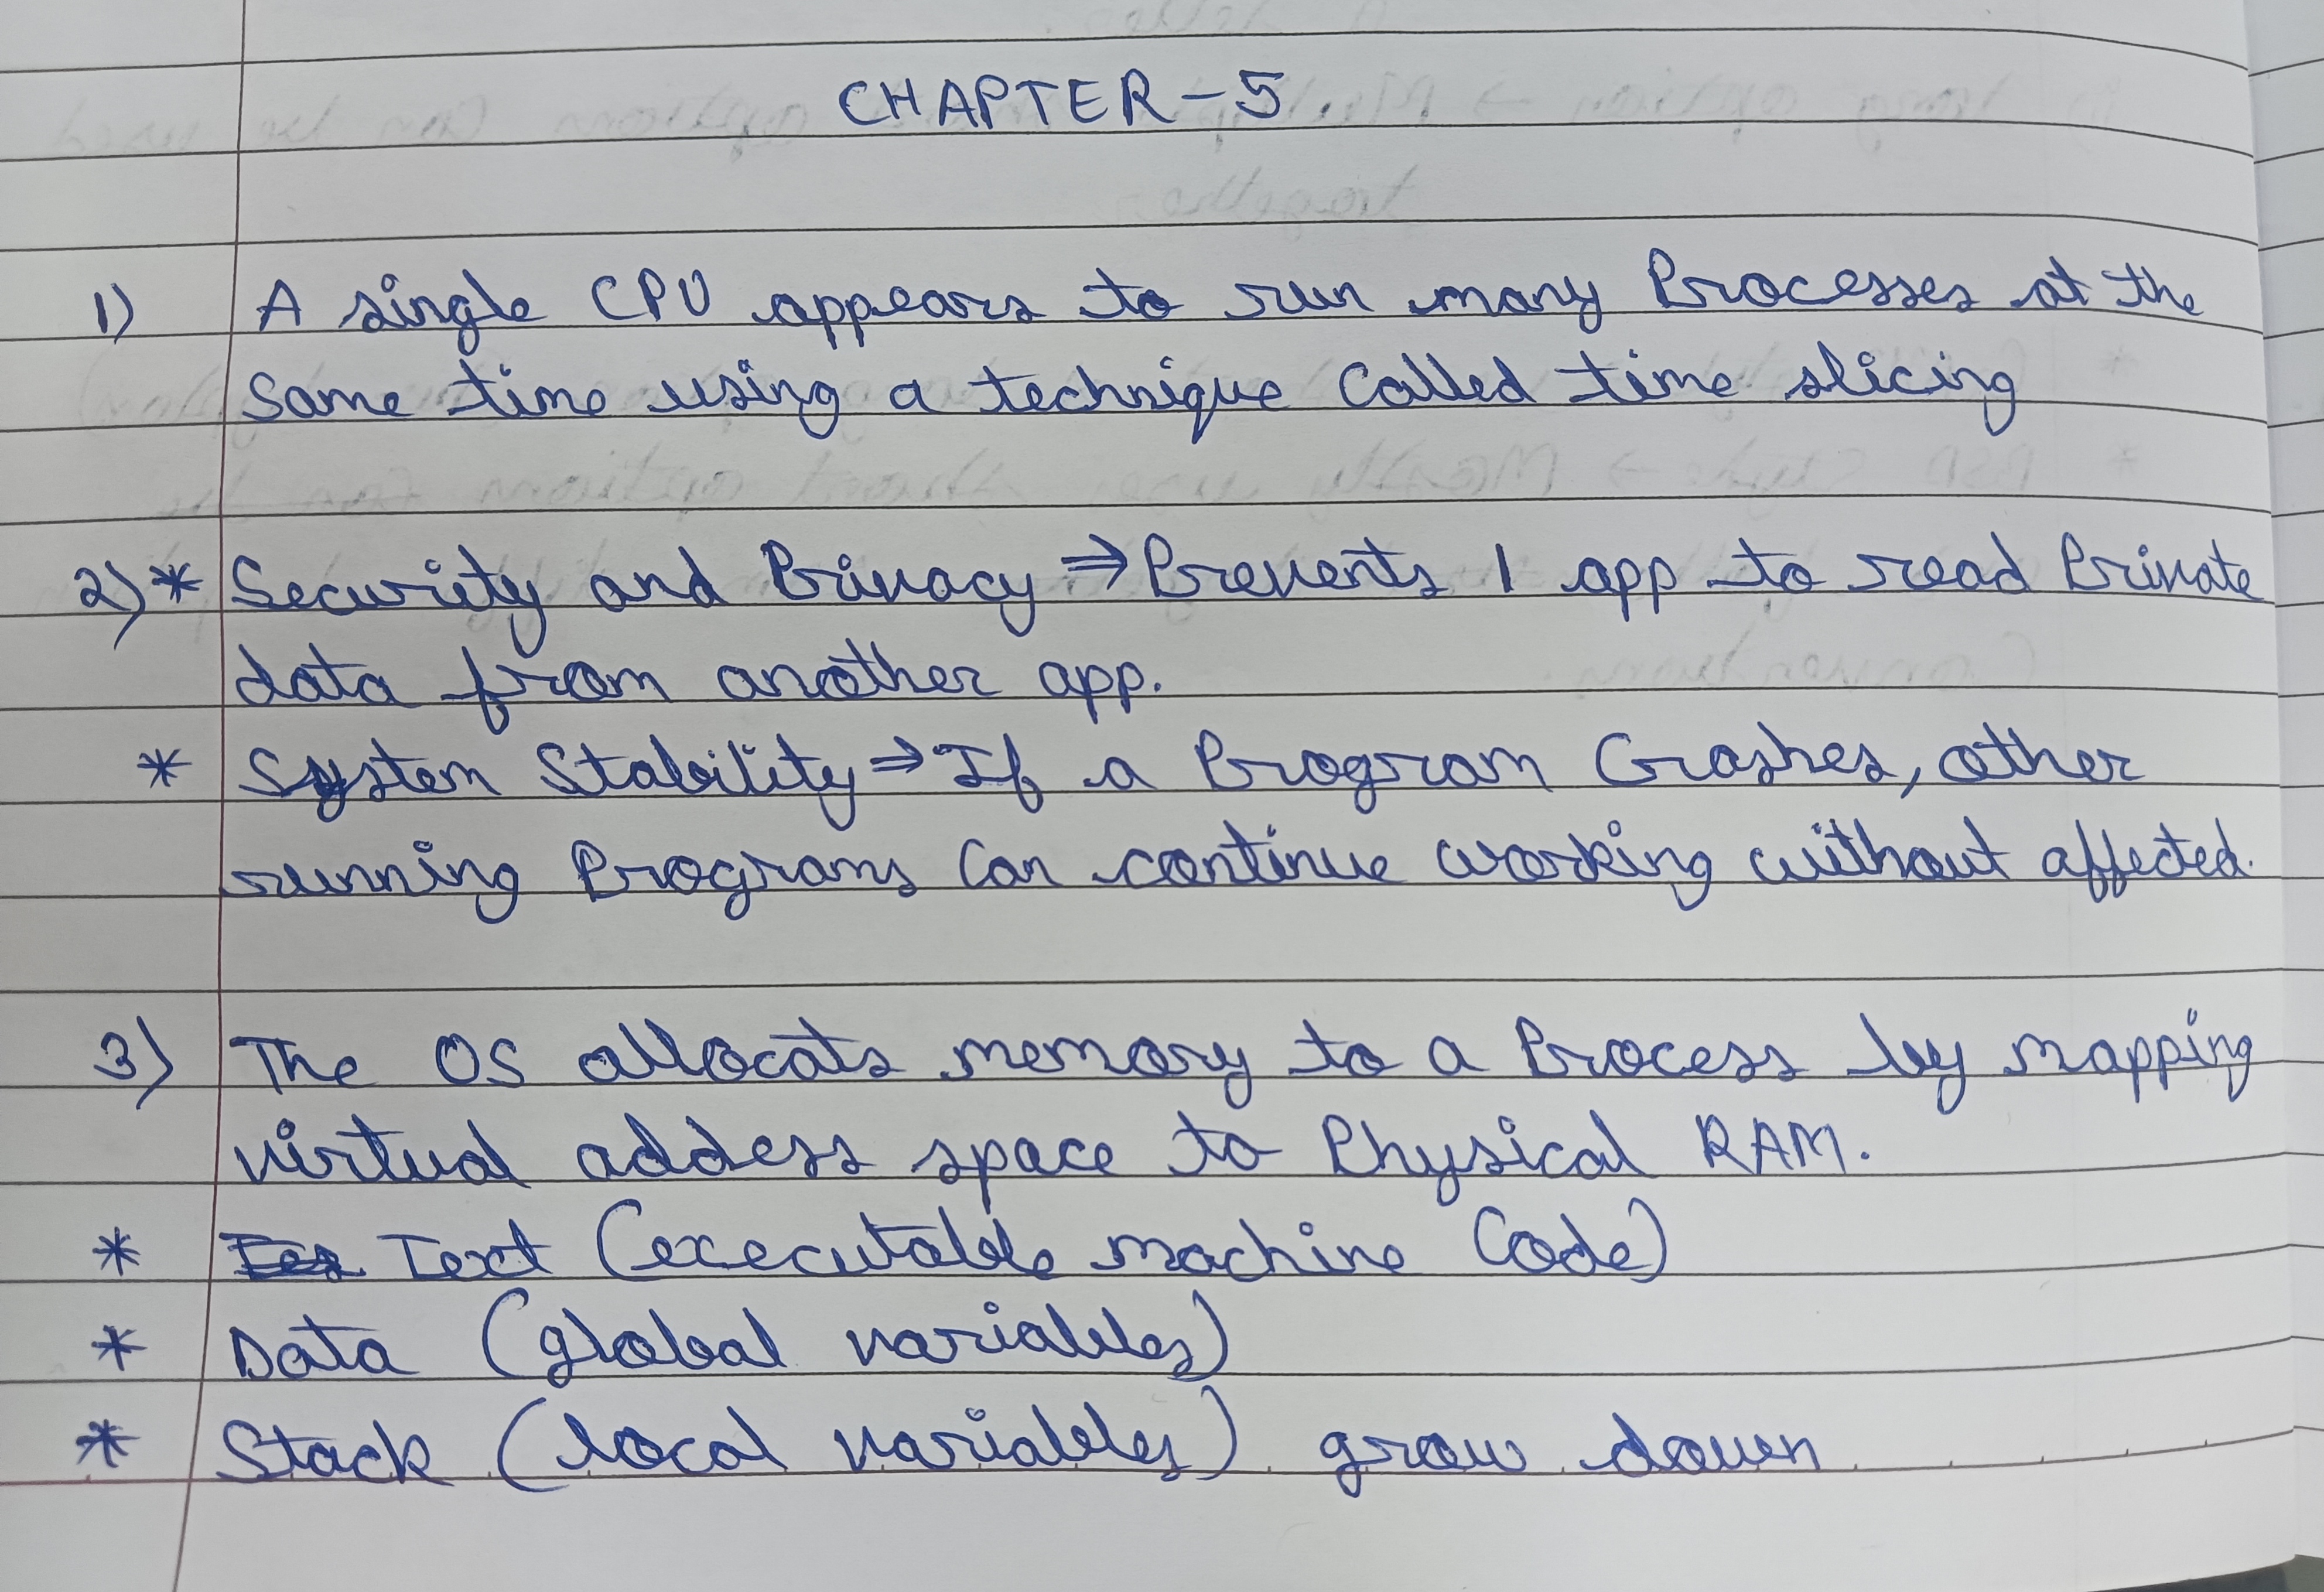 CHAPTER-5
1) A single CPU appears to run many Processes at the
same time using a technique called time slicing
2) * Security and Privacy ⇒ Prevents 1 app to read Private
data from another app.
* System Stability ⇒ If a Program Crashes, other
running Programs Can continue working without affected.
3) The OS allocats memory to a Process by mapping
virtual addess space to Physical RAM.
* Text (executable machine Code)
* Data (global variables)
* Stack (local variables) grow down